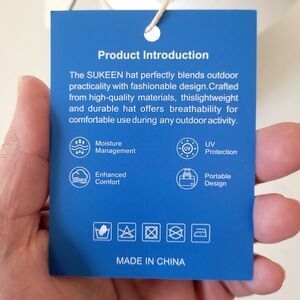 Product Introduction
The SUKEEN hat perfectly blends outdoor
practicality with fashionable design.Crafted
from high-quality materials, thislightweight
and durable hat offers breathability for
comfortable use during any outdoor activity.
Moisture
Management
UV
Protection
Enhanced
Comfort
Portable
Design
MADE IN CHINA